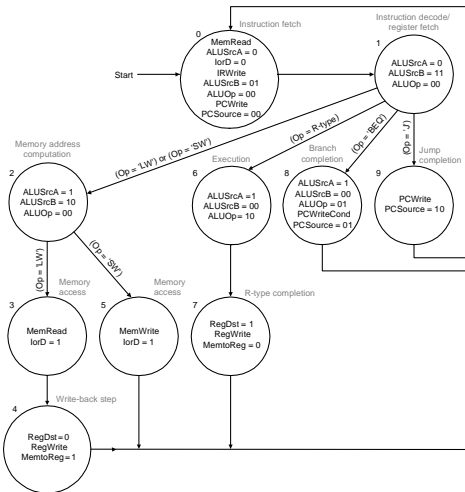 Instruction fetch
0
MemRead
ALUSrcA = 0
IorD = 0
IRWrite
ALUSrcB = 01
ALUOp = 00
PCWrite
PCSource = 00
Instruction decode/
register fetch
1
ALUSrcA = 0
ALUSrcB = 11
ALUOp = 00
Start
(Op = 'LW') or (Op = 'SW')
(Op = R-type)
(Op = 'BEQ')
(Op = 'J')
Memory address
computation
2
ALUSrcA = 1
ALUSrcB = 10
ALUOp = 00
Execution
6
ALUSrcA =1
ALUSrcB = 00
ALUOp= 10
Branch
completion
8
ALUSrcA = 1
ALUSrcB = 00
ALUOp = 01
PCWriteCond
PCSource = 01
Jump
completion
9
PCWrite
PCSource = 10
(Op = 'LW')
(Op = 'SW')
Memory
access
3
MemRead
IorD = 1
Memory
access
5
MemWrite
IorD = 1
R-type completion
7
RegDst = 1
RegWrite
MemtoReg = 0
Write-back step
4
RegDst=0
RegWrite
MemtoReg=1